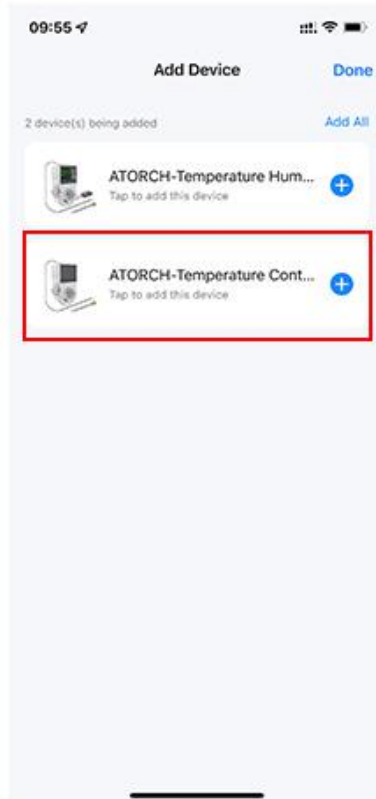 09:55
Add Device
Done
2 device(s) being added
Add All
ATORCH-Temperature Hum...
Tap to add this device
ATORCH-Temperature Cont...
Tap to add this device